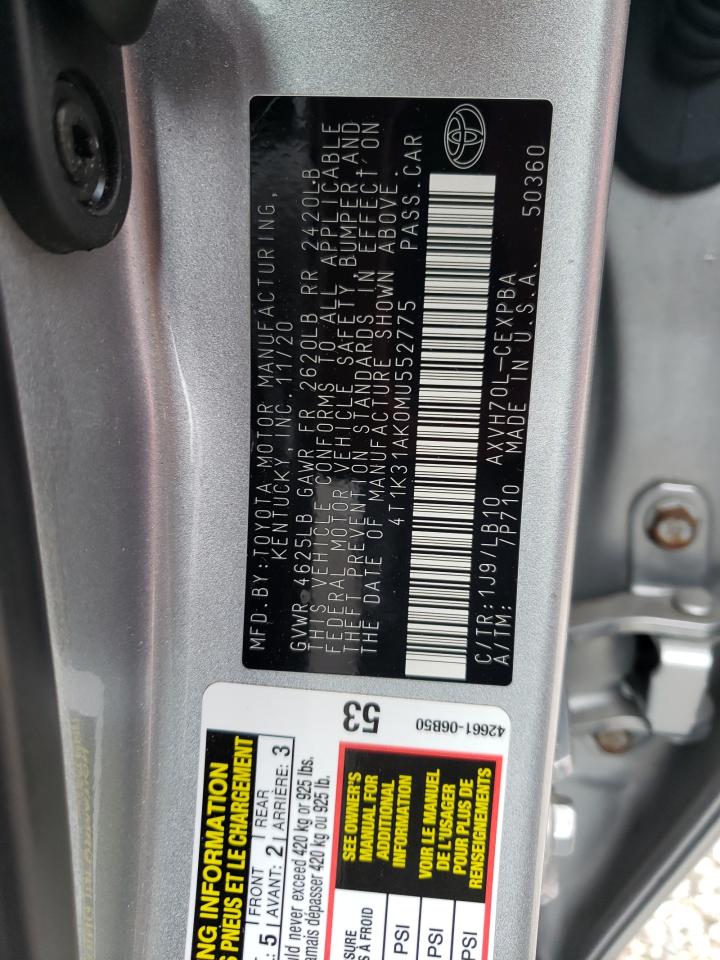 MFD. BY: TOYOTA MOTOR MANUFACTURING,
KENTUCKY, INC. 11/20
GVWR 4625LB GAWR FR 2620LB RR 2420LB
THIS VEHICLE CONFORMS TO ALL APPLICABLE
FEDERAL MOTOR VEHICLE SAFETY, BUMPER AND
THEFT PREVENTION STANDARDS IN EFFECT ON
THE DATE OF MANUFACTURE SHOWN ABOVE.
4T1K31AK0MU552775 PASS.CAR
C/TR: 1J9/LB10 AXVH70L-CEXPBA 50360
A/TM: /P710 MADE IN U.S.A.
ING INFORMATION
PNEUS ET LE CHARGEMENT
: 5 FRONT 2 REAR 3
AVANT: ARRIÈRE:
never exceed 420 kg or 925 lbs.
jamais dépasser 420 kg ou 925 lb.
53
42661-06B50
SEE OWNER'S
MANUAL FOR
ADDITIONAL
INFORMATION
VOIR LE MANUEL
DE L'USAGER
POUR PLUS DE
RENSEIGNEMENTS
À FROID
PSI
PSI
PSI